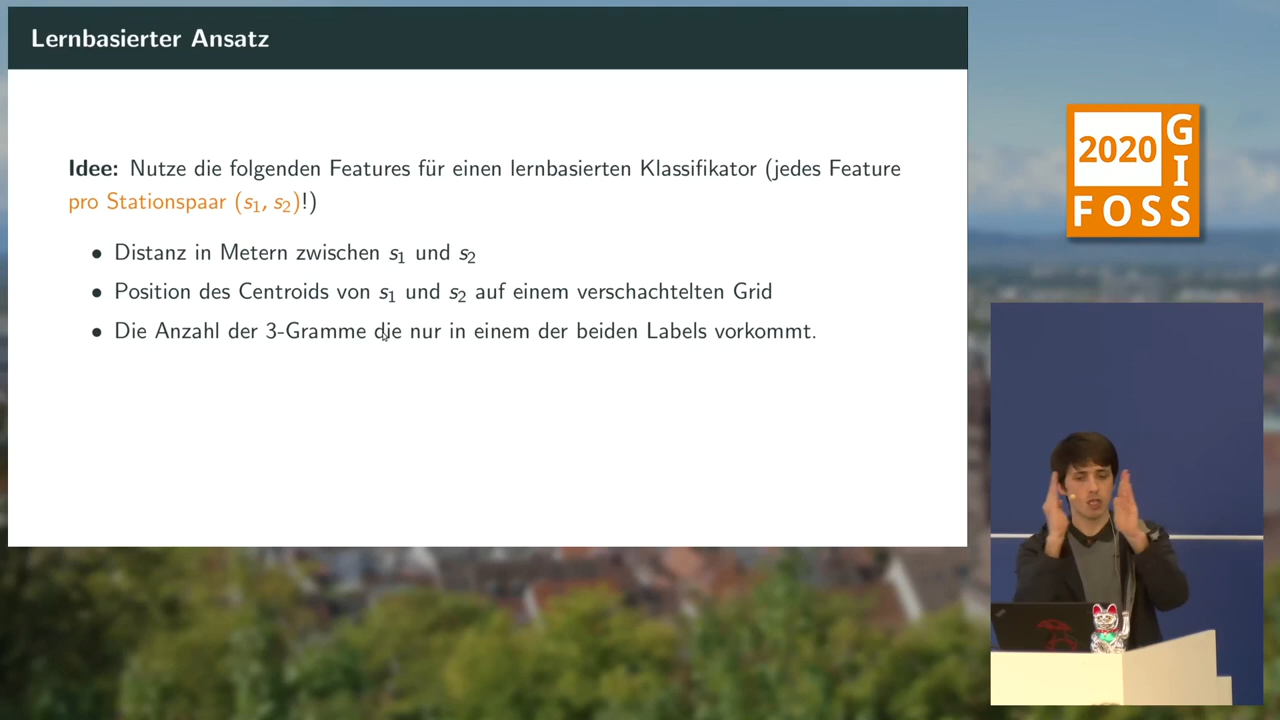 Lernbasierter Ansatz
Idee: Nutze die folgenden Features für einen lernbasierten Klassifikator (jedes Feature
pro Stationspaar (s₁, s₂)!)
• Distanz in Metern zwischen s₁ und s₂
• Position des Centroids von s₁ und s₂ auf einem verschachtelten Grid
• Die Anzahl der 3-Gramme die nur in einem der beiden Labels vorkommt.
2020
G
I
FOSS